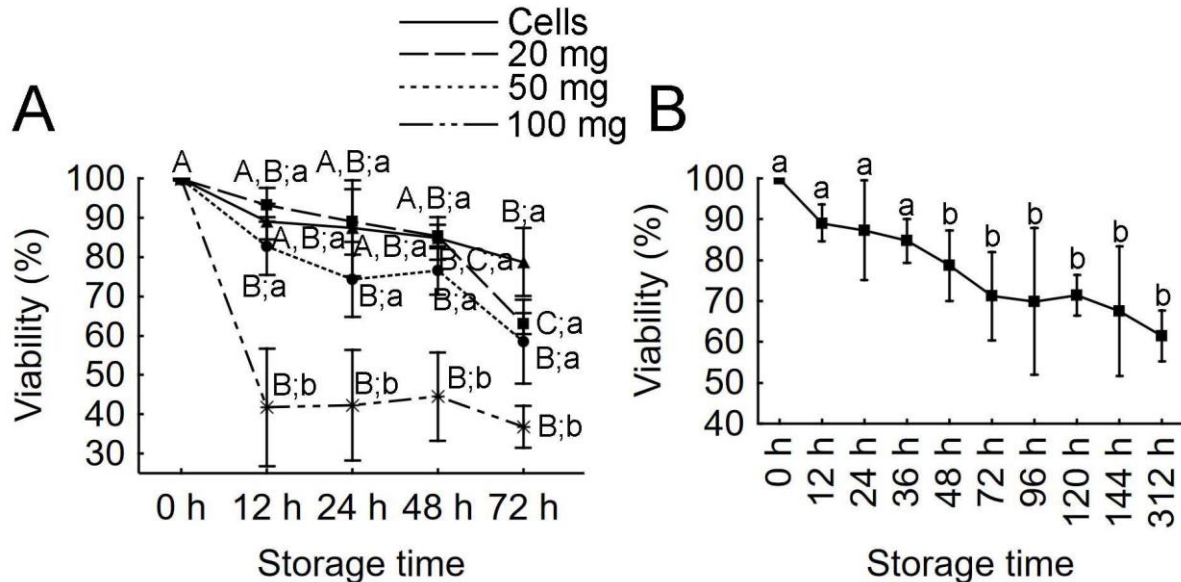 Cells
20 mg
50 mg
100 mg
A
Viability (%)
100
90
80
70
60
50
40
30
A
A,B;a
A,B;a
A,B;a
B;a
A,B;a
A,B;a
B,C;a
B;a
B;a
B;a
C;a
B;a
B;b
B;b
B;b
B;b
0 h 12 h 24 h 48 h 72 h
Storage time
B
Viability (%)
100
90
80
70
60
50
40
a
a
a
a
b
b
b
b
b
b
0 h
12 h
24 h
36 h
48 h
72 h
96 h
120 h
144 h
312 h
Storage time